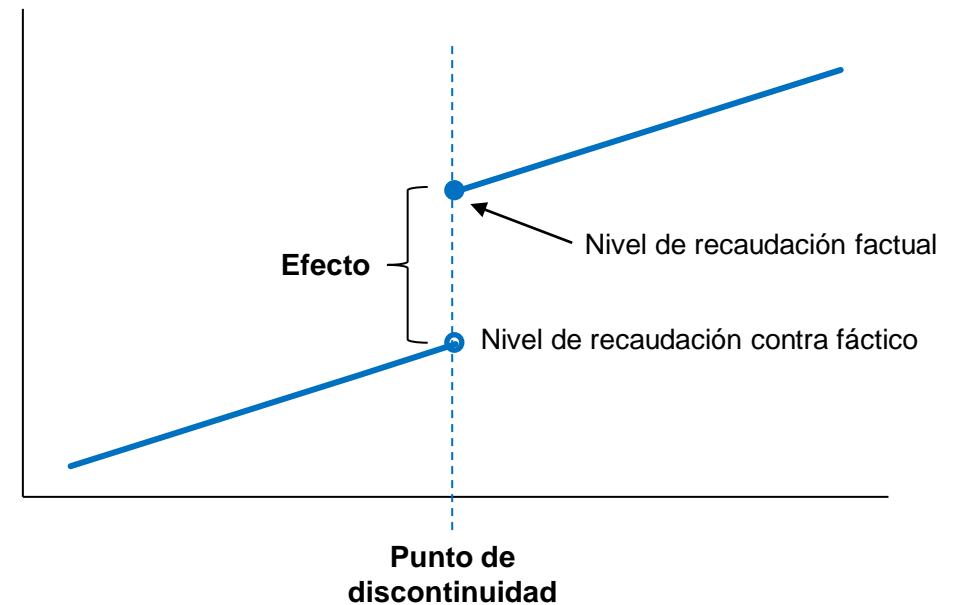 Nivel de recaudación factual
Efecto
Nivel de recaudación contra fáctico
Punto de
discontinuidad